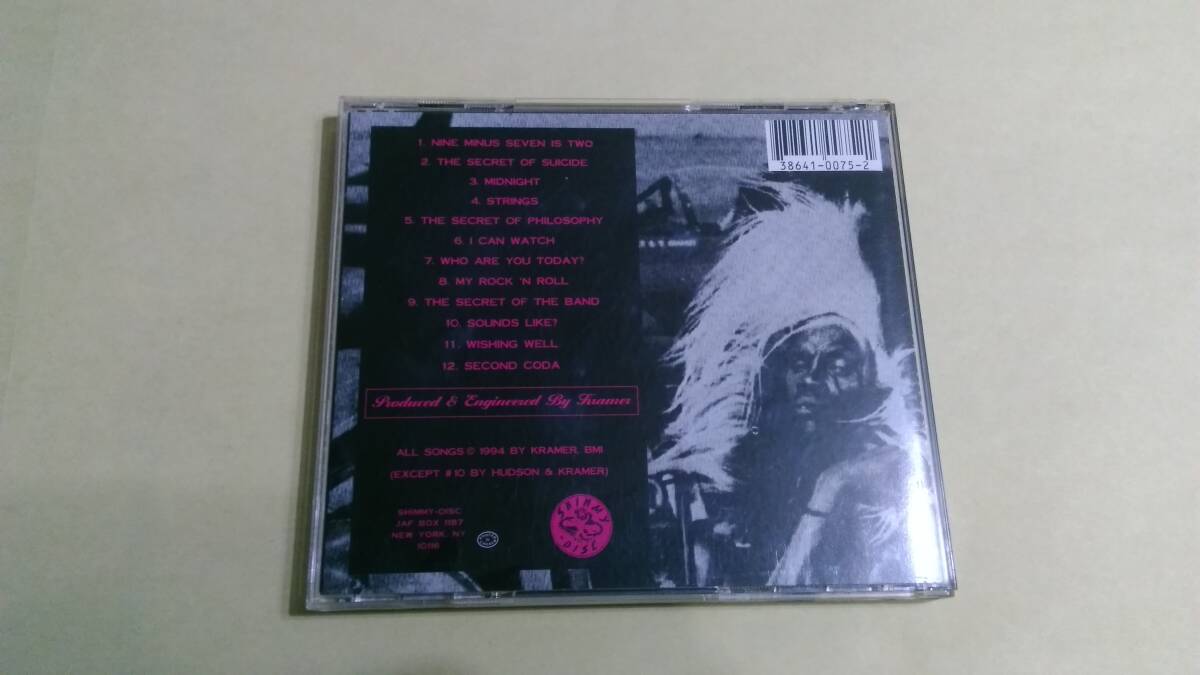 1. NINE MINUS SEVEN IS TWO
2. THE SECRET OF SUICIDE
3. MIDNIGHT
4. STRINGS
5. THE SECRET OF PHILOSOPHY
6. I CAN WATCH
7. WHO ARE YOU TODAY?
8. MY ROCK 'N ROLL
9. THE SECRET OF THE BAND
10. SOUNDS LIKE?
11. WISHING WELL
12. SECOND CODA
Produced & Engineered By Kramer
ALL SONGS © 1994 BY KRAMER, BMI
(EXCEPT #10 BY HUDSON & KRAMER)
SHIMMY-DISC
JAF BOX 1187
NEW YORK, NY
10116
SHIMMY
DISC
38641-0075-2